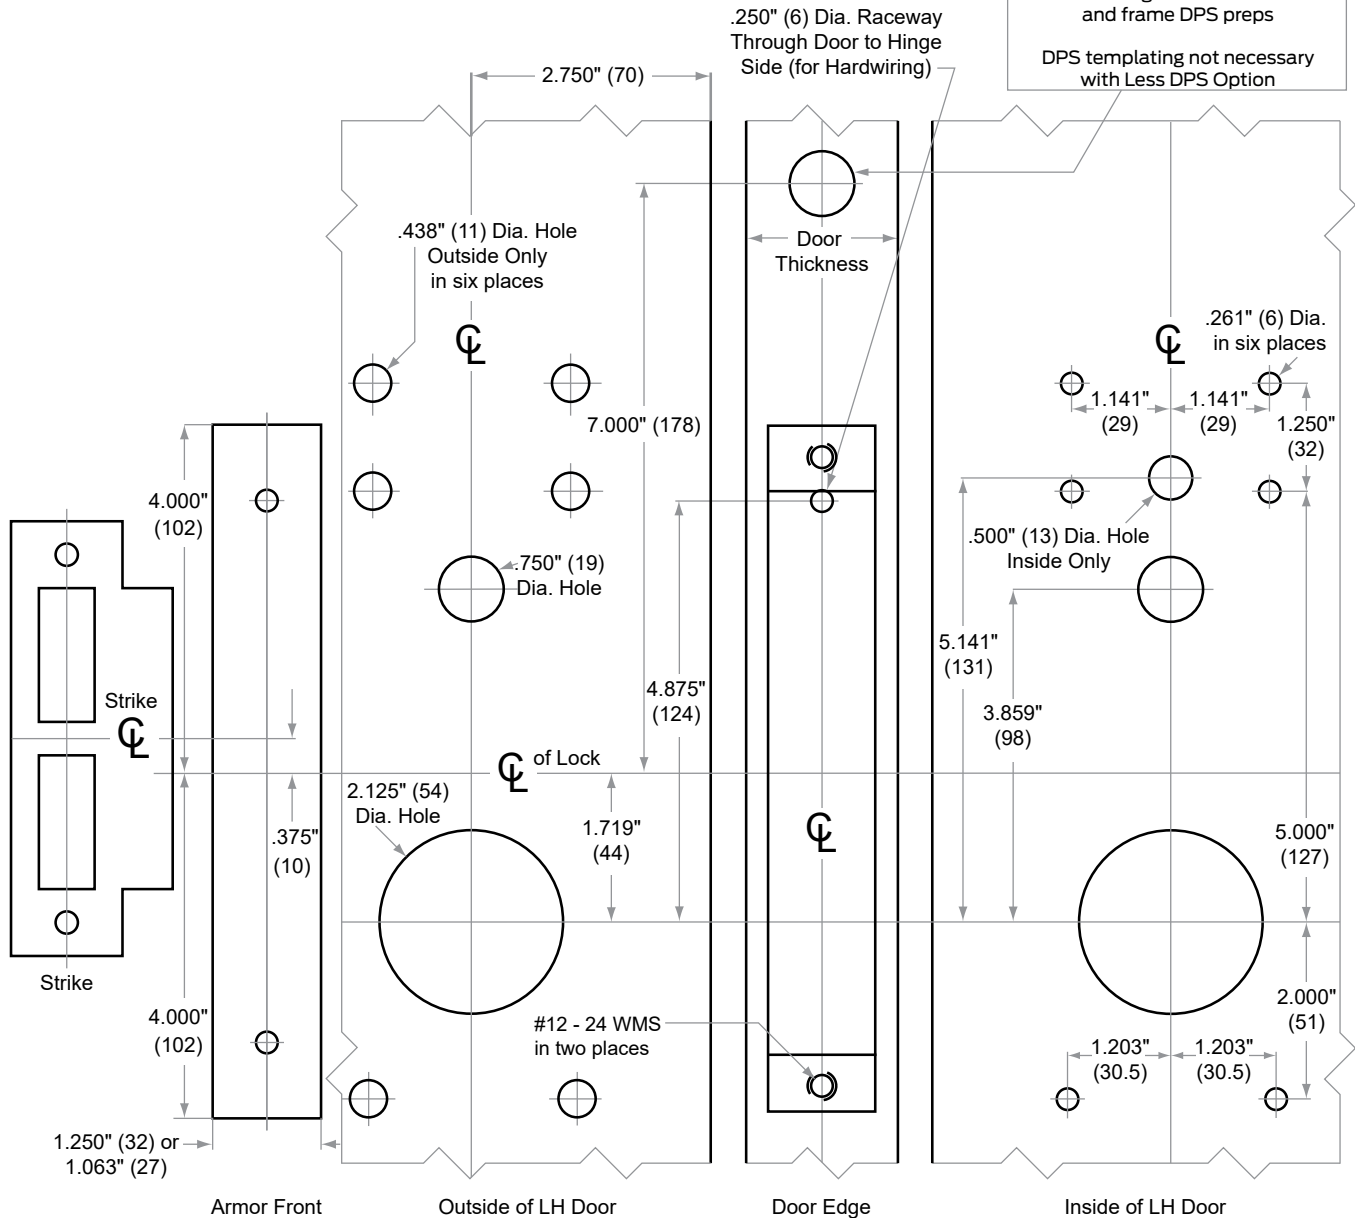 and frame DPS preps
DPS templating not necessary
with Less DPS Option
.250" (6) Dia. Raceway
Through Door to Hinge
Side (for Hardwiring)
2.750" (70)
.438" (11) Dia. Hole
Outside Only
in six places
Door
Thickness
℄
℄
.261" (6) Dia.
in six places
1.141"
(29)
1.141"
(29)
1.250"
(32)
7.000" (178)
4.000"
(102)
.500" (13) Dia. Hole
Inside Only
.750" (19)
Dia. Hole
5.141"
(131)
4.875"
(124)
3.859"
(98)
Strike
℄
℄ of Lock
2.125" (54)
Dia. Hole
.375"
(10)
1.719"
(44)
℄
5.000"
(127)
Strike
4.000"
(102)
#12 - 24 WMS
in two places
2.000"
(51)
1.203"
(30.5)
1.203"
(30.5)
1.250" (32) or
1.063" (27)
Armor Front
Outside of LH Door
Door Edge
Inside of LH Door